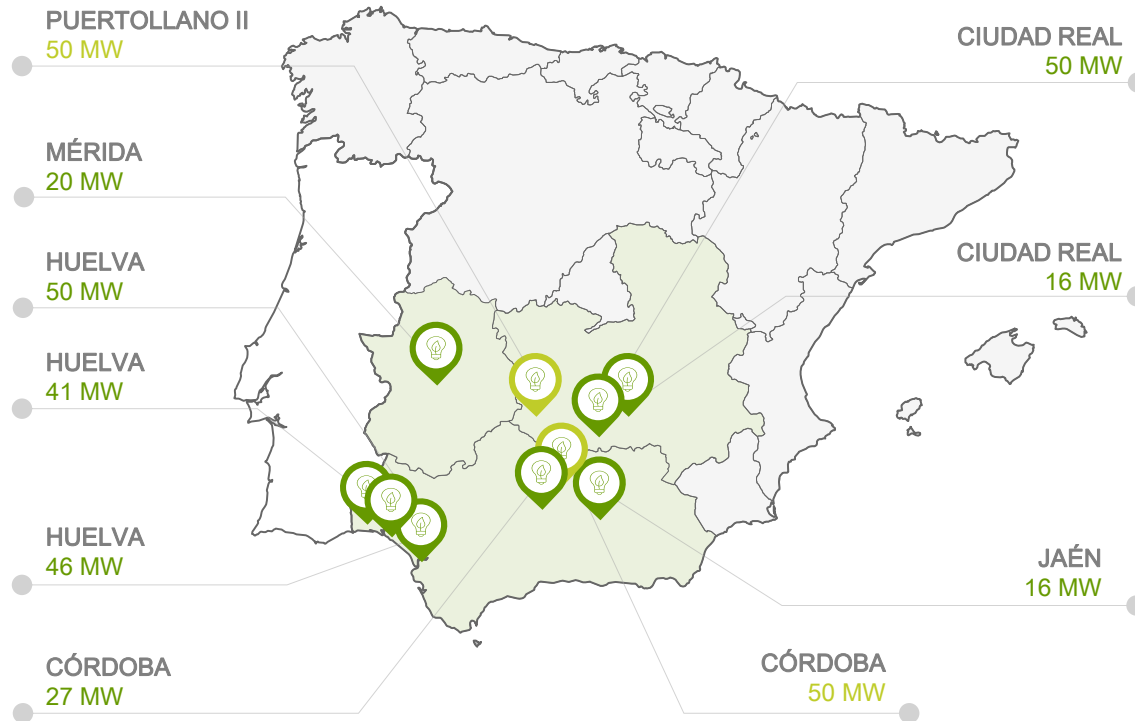 PUERTOLLANO II
50 MW
MÉRIDA
20 MW
HUELVA
50 MW
HUELVA
41 MW
HUELVA
46 MW
CÓRDOBA
27 MW
CIUDAD REAL
50 MW
CIUDAD REAL
16 MW
JAÉN
16 MW
CÓRDOBA
50 MW